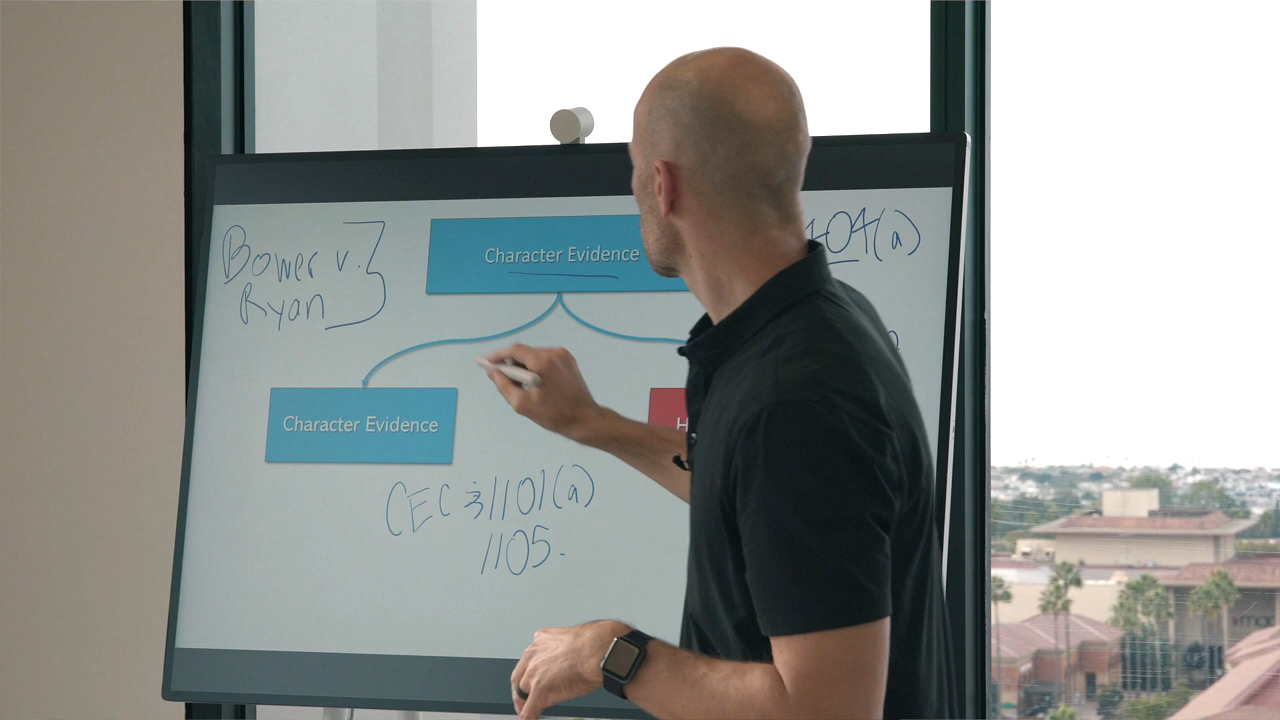 Bower v.
Ryan
Character Evidence
404(a)
Character Evidence
H
CEC § 1101(a)
1105.